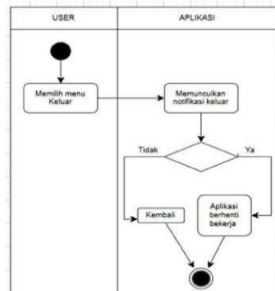 USER
APLIKASI
Memilih menu
Keluar
Memunculkan
notifikasi keluar
Tidak
Ya
Kembali
Aplikasi
berhenti
bekerja